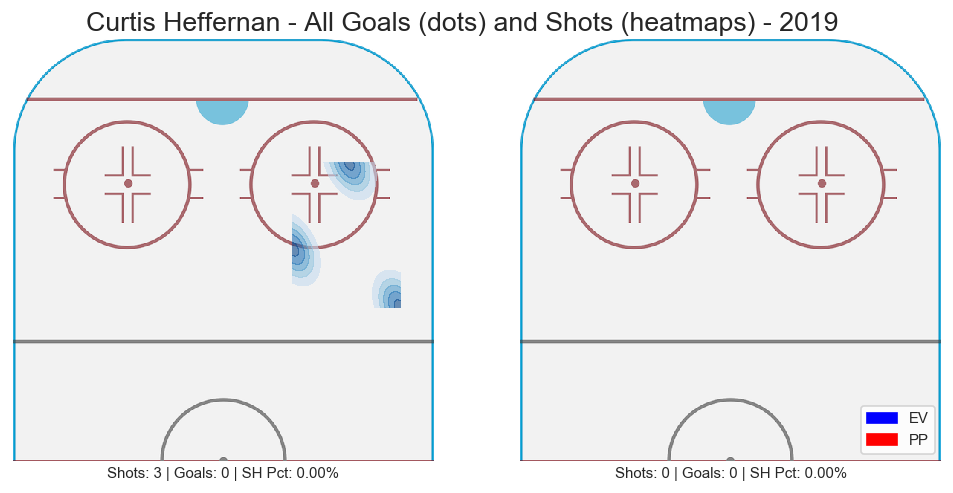 Curtis Heffernan - All Goals (dots) and Shots (heatmaps) - 2019
EV
PP
Shots: 3 | Goals: 0 | SH Pct: 0.00%
Shots: 0 | Goals: 0 | SH Pct: 0.00%